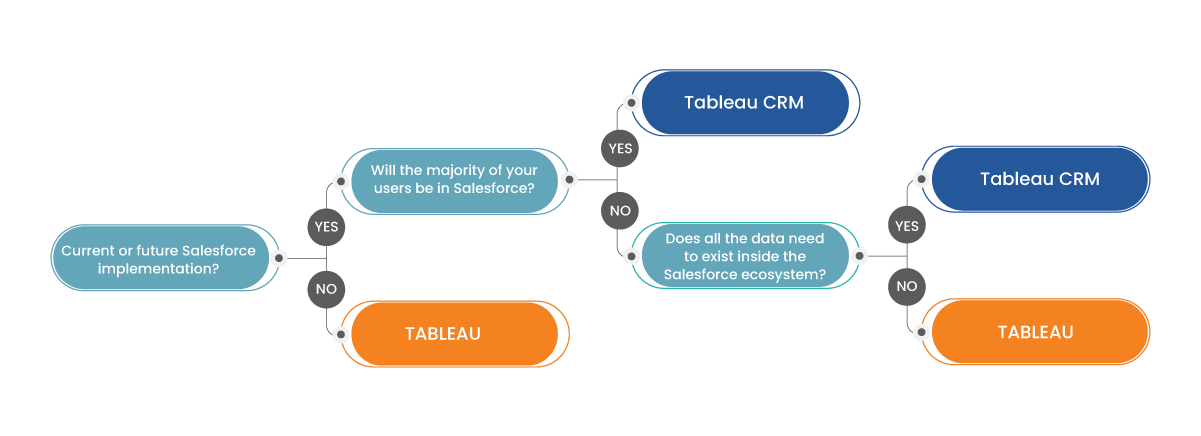 Current or future Salesforce
implementation?
YES
NO
Will the majority of your
users be in Salesforce?
TABLEAU
YES
NO
Tableau CRM
Does all the data need
to exist inside the
Salesforce ecosystem?
YES
NO
Tableau CRM
TABLEAU